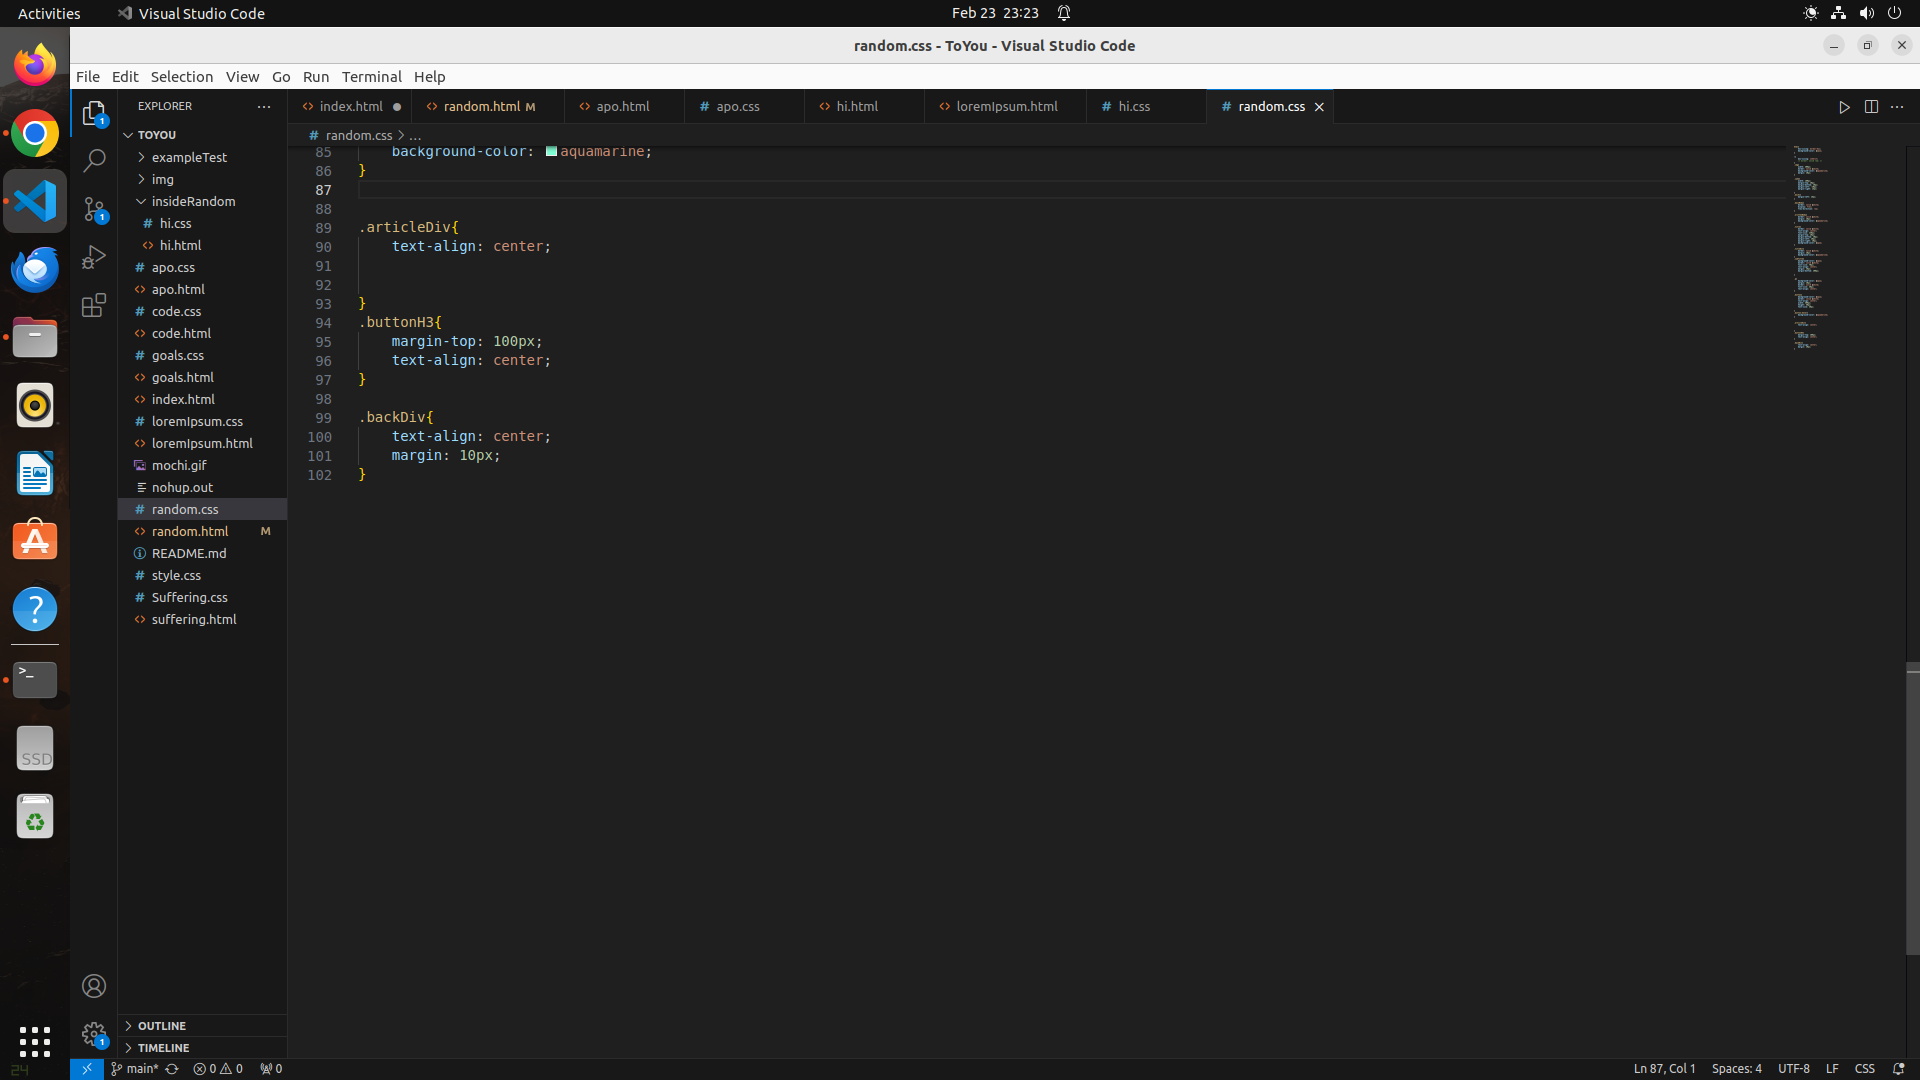 Activities
Visual Studio Code
Feb 23 23:23
random.css - ToYou - Visual Studio Code
File Edit Selection View Go Run Terminal Help
EXPLORER
index.html
random.html M
apo.html
# apo.css
hi.html
loremIpsum.html
# hi.css
# random.css
# random.css > ...
TOYOU
exampleTest
img
insideRandom
# hi.css
hi.html
# apo.css
apo.html
# code.css
code.html
# goals.css
goals.html
index.html
# loremIpsum.css
loremIpsum.html
mochi.gif
nohup.out
# random.css
random.html M
README.md
# style.css
# Suffering.css
suffering.html
OUTLINE
TIMELINE
85 background-color: aquamarine;
86 }
87
88
89 .articleDiv{
90 text-align: center;
91
92
93 }
94 .buttonH3{
95 margin-top: 100px;
96 text-align: center;
97 }
98
99 .backDiv{
100 text-align: center;
101 margin: 10px;
102 }
1
1
1
SSD
24
main* 0 0 0
Ln 87, Col 1 Spaces: 4 UTF-8 LF CSS